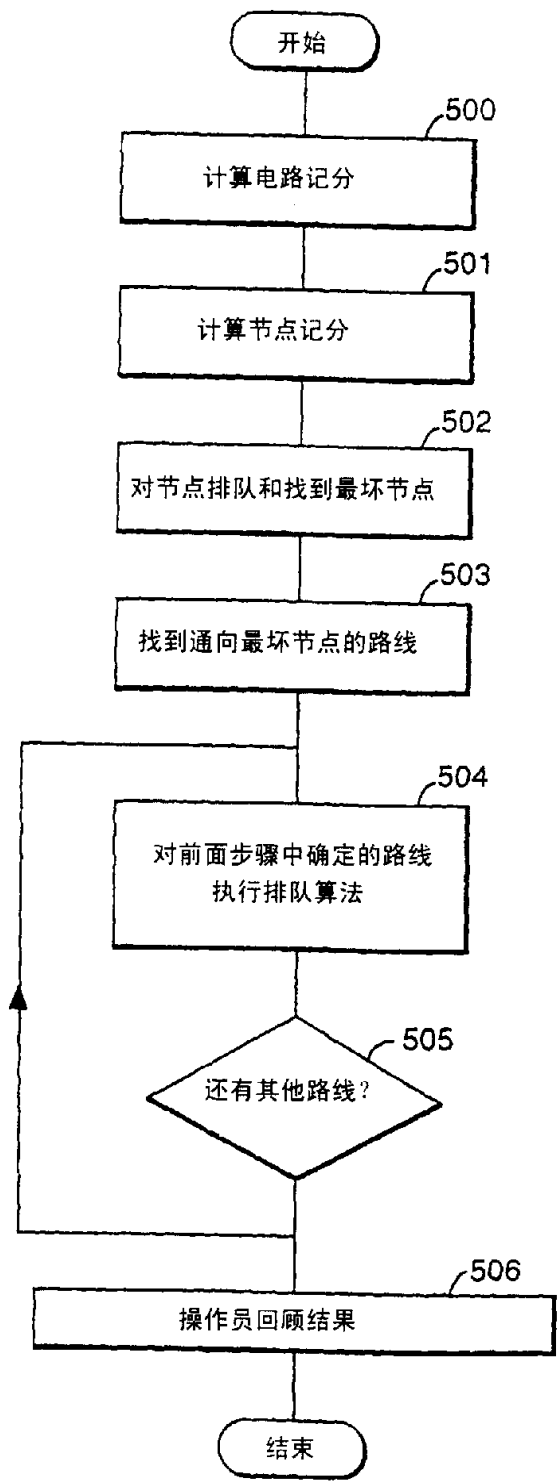 开始
500
计算电路记分
501
计算节点记分
502
对节点排队和找到最坏节点
503
找到通向最坏节点的路线
504
对前面步骤中确定的路线
执行排队算法
505
还有其他路线?
506
操作员回顾结果
结束